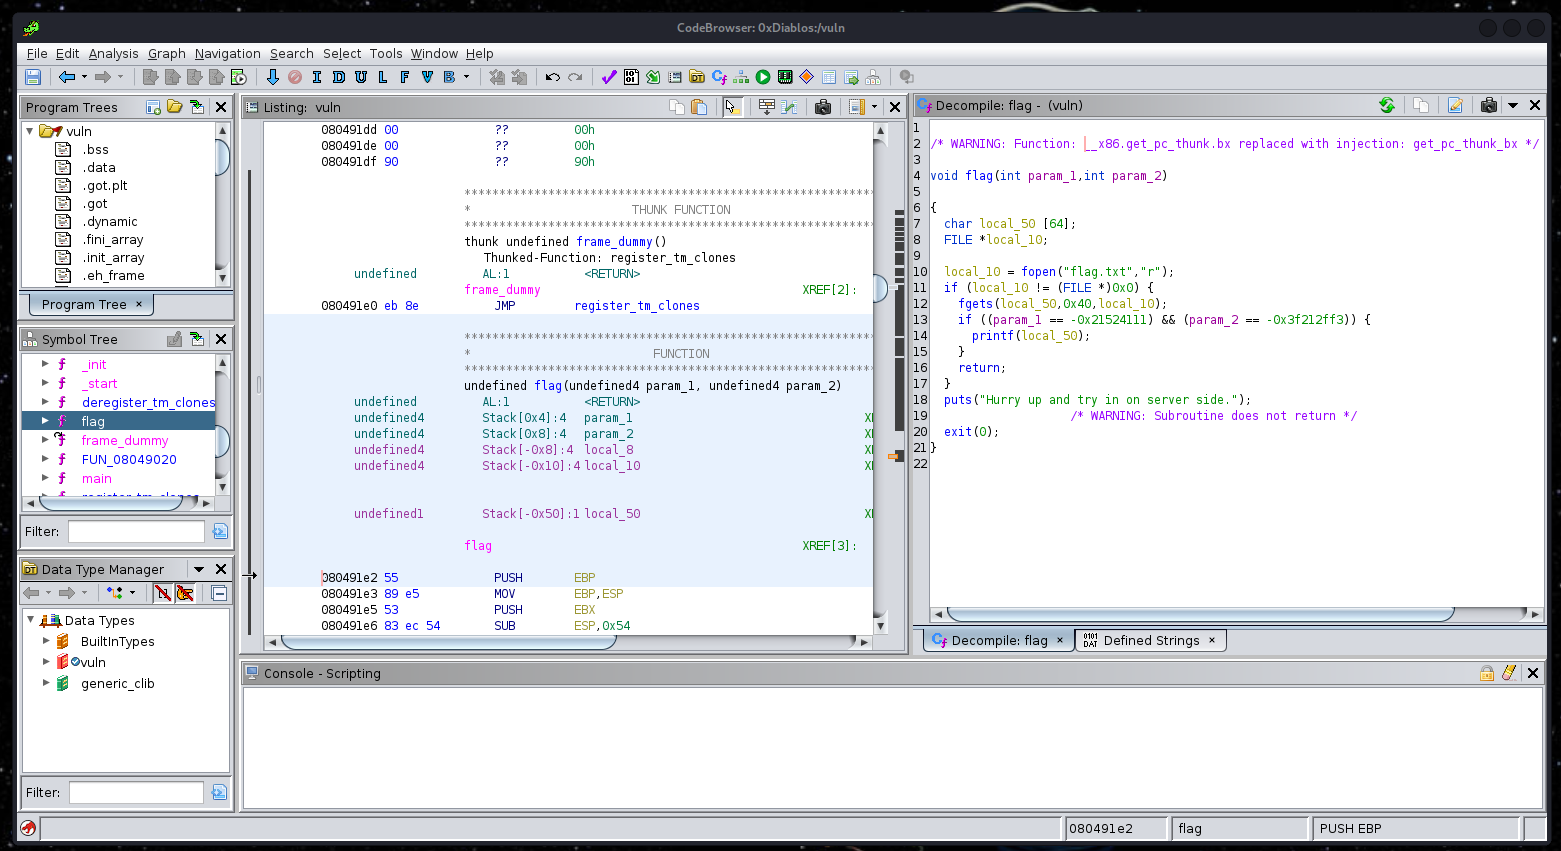 CodeBrowser: 0xDiablos:/vuln
File Edit Analysis Graph Navigation Search Select Tools Window Help
I D U L F V B
Program Trees
vuln
.bss
.data
.got.plt
.got
.dynamic
.fini_array
.init_array
.eh_frame
Program Tree ×
Symbol Tree
_init
_start
deregister_tm_clones
flag
frame_dummy
FUN_08049020
main
Filter:
Data Type Manager
Data Types
BuiltInTypes
vuln
generic_clib
Filter:
Listing: vuln
080491dd 00 ?? 00h
080491de 00 ?? 00h
080491df 90 ?? 90h
* THUNK FUNCTION
thunk undefined frame_dummy()
Thunked-Function: register_tm_clones
undefined AL:1 <RETURN>
frame_dummy XREF[2]:
080491e0 eb 8e JMP register_tm_clones
* FUNCTION
undefined flag(undefined4 param_1, undefined4 param_2)
undefined AL:1 <RETURN>
undefined4 Stack[0x4]:4 param_1
undefined4 Stack[0x8]:4 param_2
undefined4 Stack[-0x8]:4 local_8
undefined4 Stack[-0x10]:4 local_10
undefined1 Stack[-0x50]:1 local_50
flag XREF[3]:
080491e2 55 PUSH EBP
080491e3 89 e5 MOV EBP,ESP
080491e5 53 PUSH EBX
080491e6 83 ec 54 SUB ESP,0x54
Decompile: flag - (vuln)
1
2 /* WARNING: Function: __x86.get_pc_thunk.bx replaced with injection: get_pc_thunk_bx */
3
4 void flag(int param_1,int param_2)
5
6 {
7 char local_50 [64];
8 FILE *local_10;
9
10 local_10 = fopen("flag.txt","r");
11 if (local_10 != (FILE *)0x0) {
12 fgets(local_50,0x40,local_10);
13 if ((param_1 == -0x21524111) && (param_2 == -0x3f212ff3)) {
14 printf(local_50);
15 }
16 return;
17 }
18 puts("Hurry up and try in on server side.");
19 /* WARNING: Subroutine does not return */
20 exit(0);
21 }
22
Decompile: flag × Defined Strings ×
Console - Scripting
080491e2 flag PUSH EBP